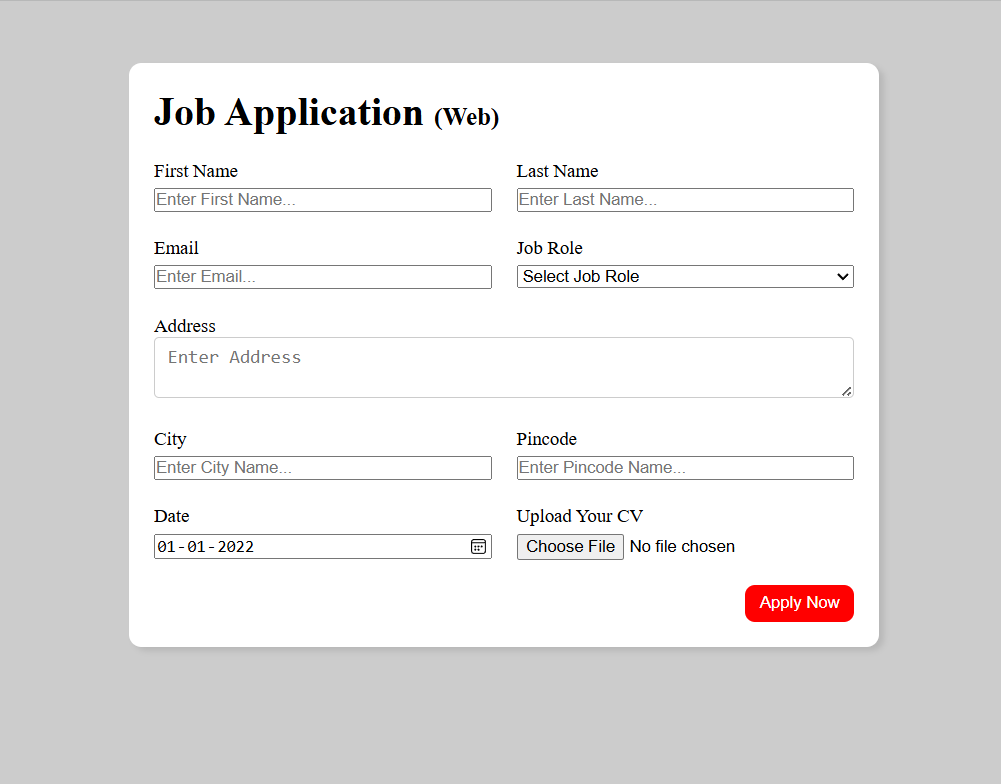 Job Application (Web)
First Name Last Name
Enter First Name... Enter Last Name...
Email Job Role
Enter Email... Select Job Role
Address
Enter Address
City Pincode
Enter City Name... Enter Pincode Name...
Date Upload Your CV
01-01-2022 Choose File No file chosen
Apply Now